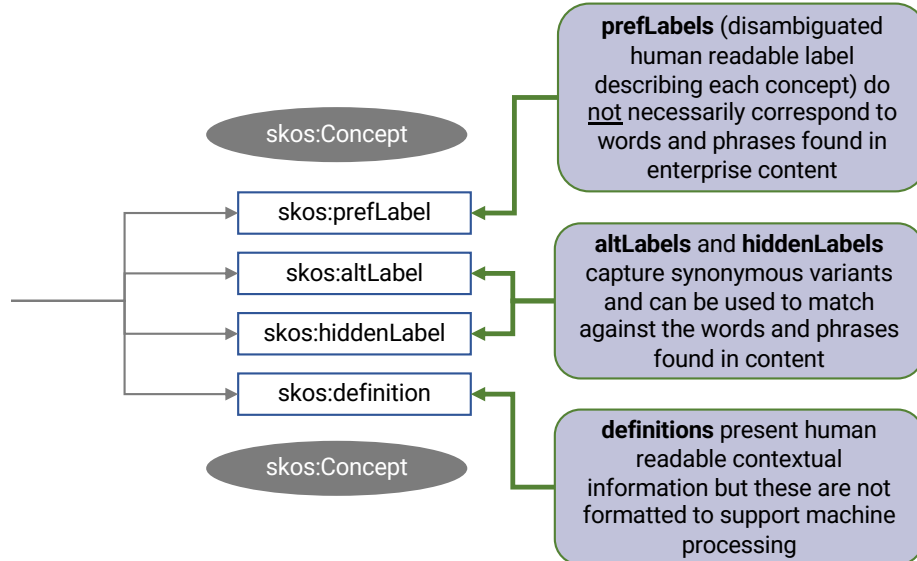 prefLabels (disambiguated
human readable label
describing each concept) do
not necessarily correspond to
words and phrases found in
enterprise content
skos:Concept
skos:prefLabel
skos:altLabel
skos:hiddenLabel
skos:definition
skos:Concept
altLabels and hiddenLabels
capture synonymous variants
and can be used to match
against the words and phrases
found in content
definitions present human
readable contextual
information but these are not
formatted to support machine
processing